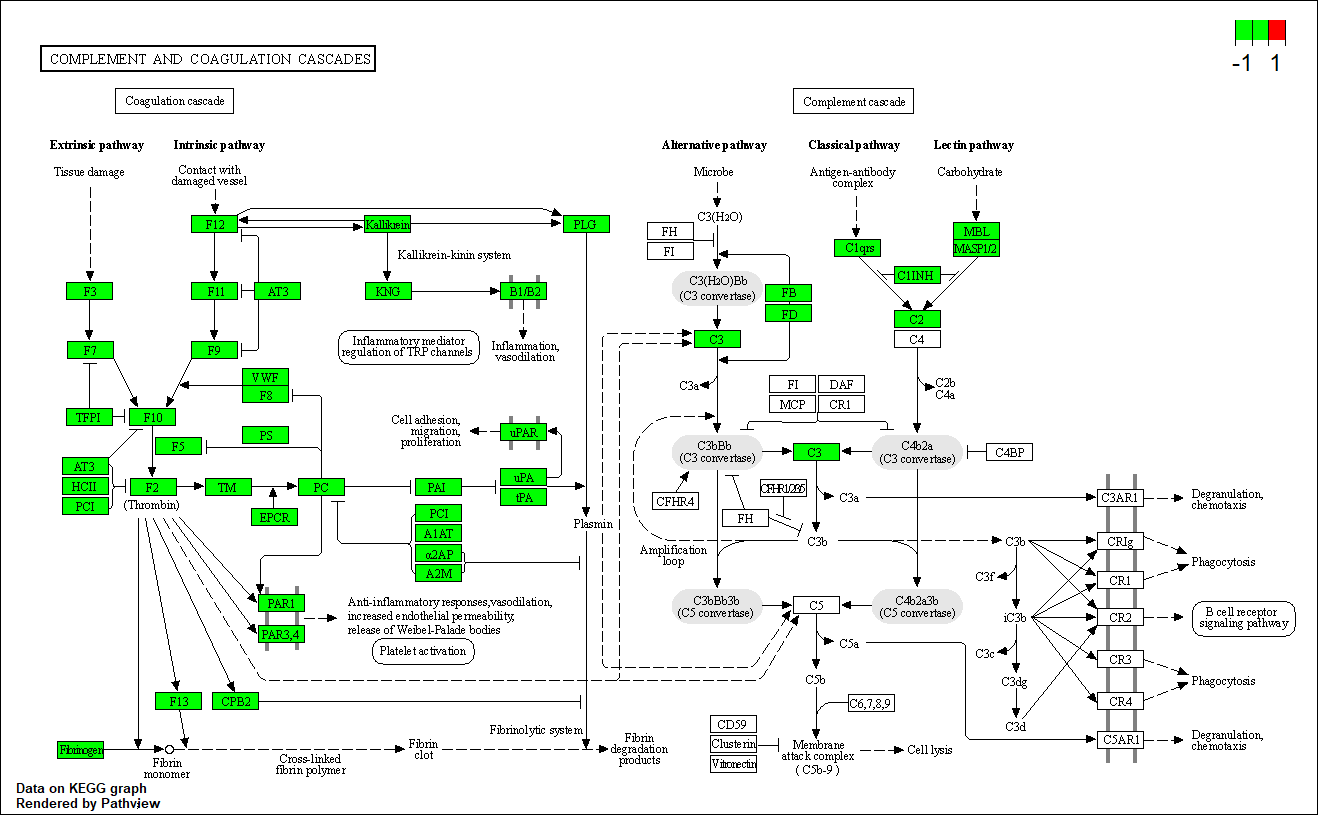 COMPLEMENT AND COAGULATION CASCADES
-1 1
Coagulation cascade
Complement cascade
Extrinsic pathway
Intrinsic pathway
Alternative pathway
Classical pathway
Lectin pathway
Tissue damage
Contact with
damaged vessel
Microbe
Antigen-antibody
complex
Carbohydrate
F12
Kallikrein
PLG
C3(H2O)
FH
FI
MBL
MASP1/2
C1qrs
C1INH
Kallikrein-kinin system
F3
F11
AT3
KNG
B1/B2
C3(H2O)Bb
(C3 convertase)
FB
FD
C2
C4
F7
F9
Inflammatory mediator
regulation of TRP channels
Inflammation,
vasodilation
C3
VWF
F8
C3a
FI
DAF
MCP
CR1
C2b
C4a
TFPI
F10
PS
F5
Cell adhesion,
migration,
proliferation
uPAR
C3bBb
(C3 convertase)
C3
C4b2a
(C3 convertase)
C4BP
AT3
HCII
PCI
F2
(Thrombin)
TM
PC
PAI
uPA
tPA
EPCR
PCI
A1AT
α2AP
A2M
Plasmin
CFHR4
FH
C3a
C3AR1
Degranulation,
chemotaxis
Amplification
loop
C3b
C3b
CRIg
Phagocytosis
C3f
CR1
C3bBb3b
(C5 convertase)
C5
C4b2a3b
(C5 convertase)
iC3b
CR2
B cell receptor
signaling pathway
PAR1
PAR3,4
Anti-inflammatory responses,vasodilation,
increased endothelial permeability,
release of Weibel-Palade bodies
Platelet activation
C5a
C3c
CR3
C5b
C3dg
Phagocytosis
F13
CPB2
C6,7,8,9
CR4
C3d
Fibrinolytic system
CD59
Clusterin
Vitronectin
Membrane
attack complex
( C5b-9 )
Cell lysis
C5AR1
Degranulation,
chemotaxis
Fibrinogen
Fibrin
monomer
Cross-linked
fibrin polymer
Fibrin
clot
Fibrin
degradation
products
Data on KEGG graph
Rendered by Pathview